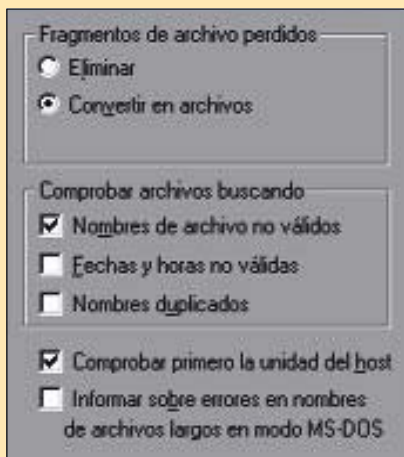 Fragmentos de archivo perdidos
Eliminar
Convertir en archivos
Comprobar archivos buscando
Nombres de archivo no válidos
Fechas y horas no válidas
Nombres duplicados
Comprobar primero la unidad del host
Informar sobre errores en nombres
de archivos largos en modo MS-DOS